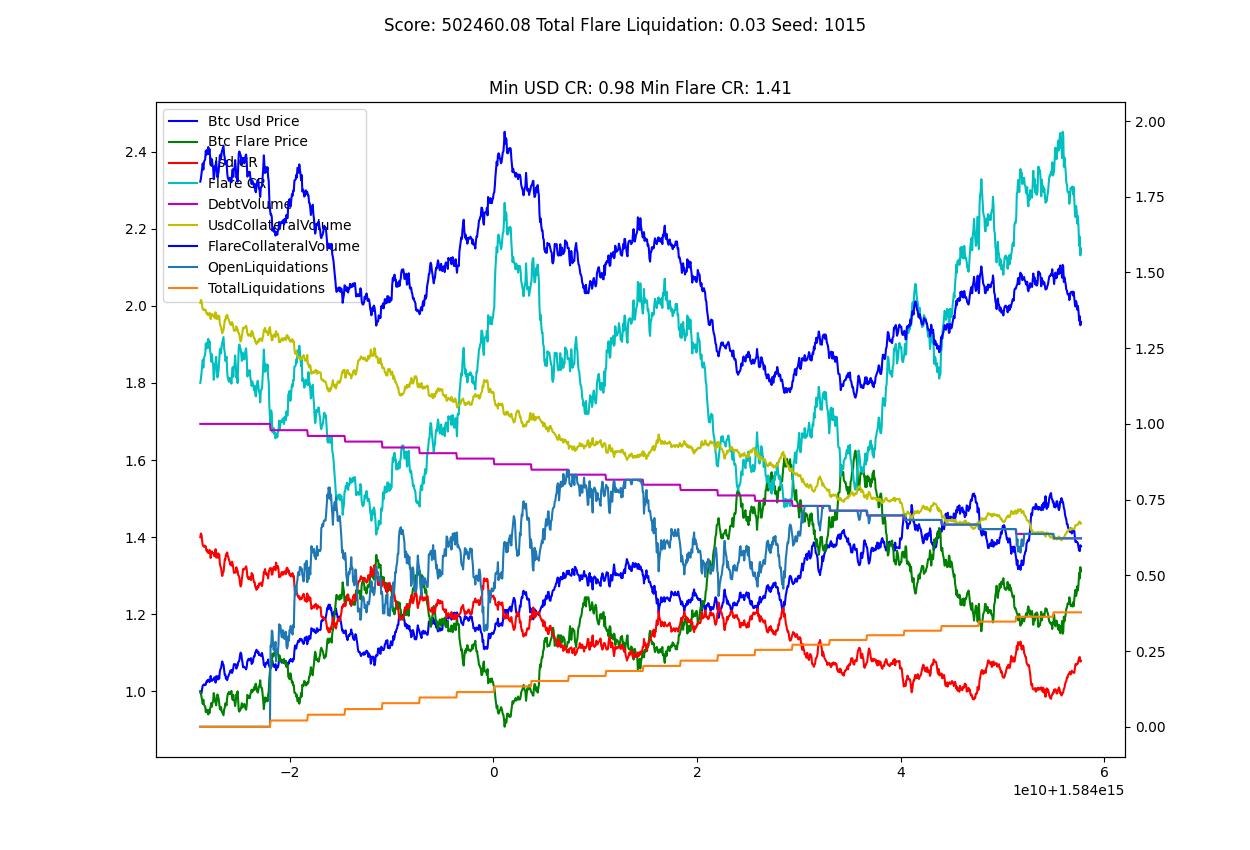 Score: 502460.08 Total Flare Liquidation: 0.03 Seed: 1015
Min USD CR: 0.98 Min Flare CR: 1.41
Btc Usd Price
Btc Flare Price
Usd CR
Flare CR
DebtVolume
UsdCollateralVolume
FlareCollateralVolume
OpenLiquidations
TotalLiquidations
2.4
2.2
2.0
1.8
1.6
1.4
1.2
1.0
2.00
1.75
1.50
1.25
1.00
0.75
0.50
0.25
0.00
−2 0 2 4 6
1e10+1.584e15